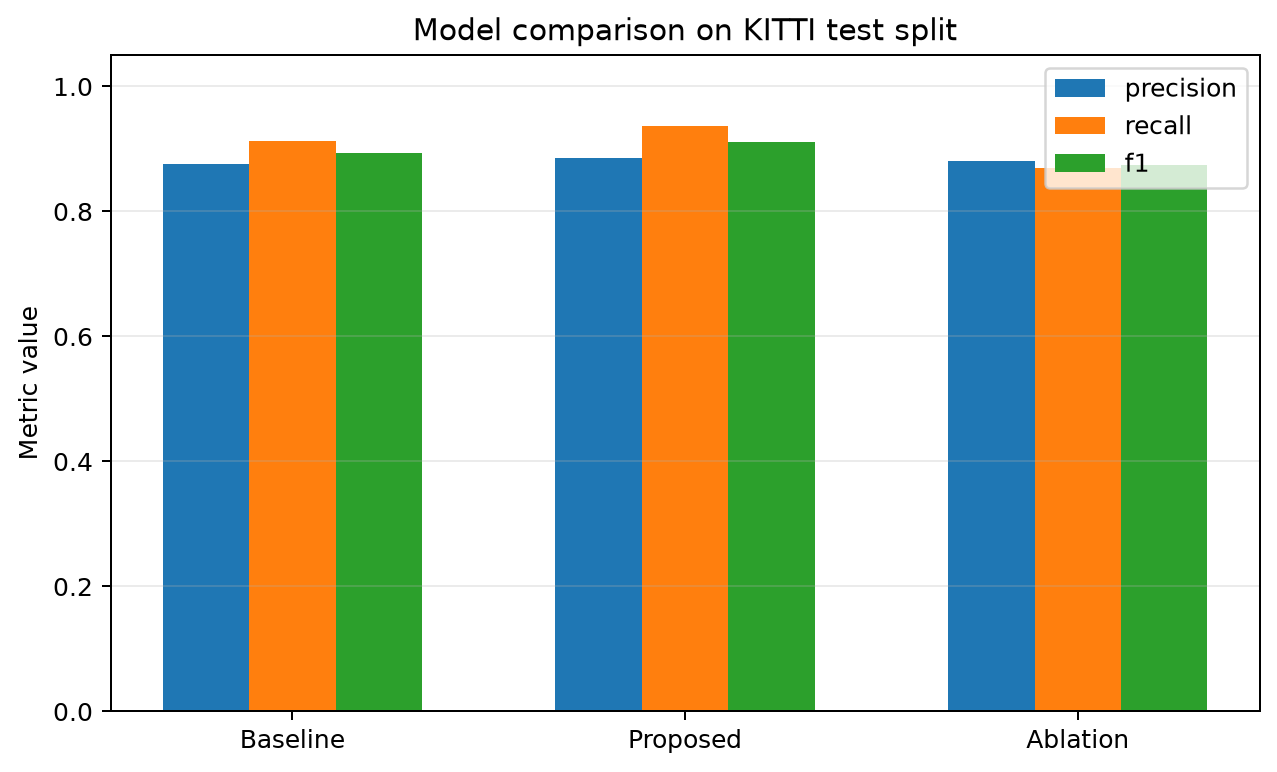 Model comparison on KITTI test split
precision
recall
f1
Metric value
1.0
0.8
0.6
0.4
0.2
0.0
Baseline
Proposed
Ablation